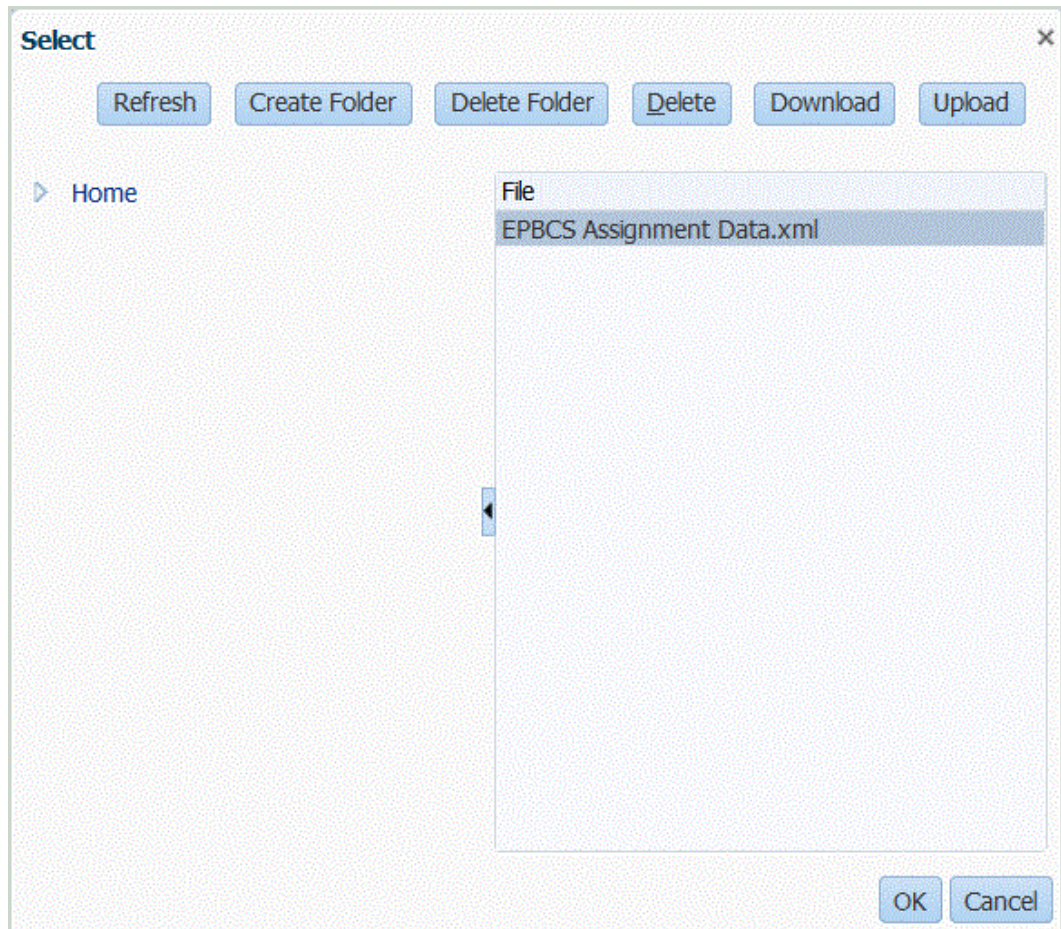 Select
Refresh Create Folder Delete Folder Delete Download Upload
Home
File
EPBCS Assignment Data.xml
OK Cancel